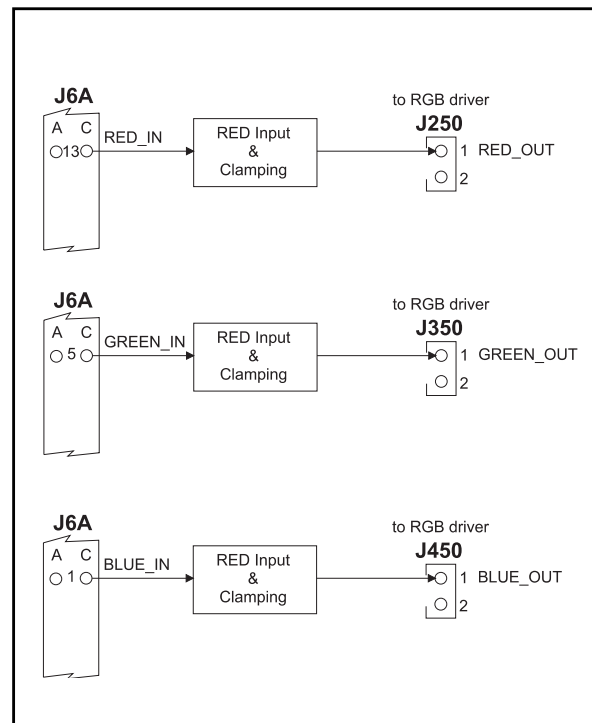 J6A
A C
13
RED_IN
RED Input
&
Clamping
to RGB driver
J250
1 RED_OUT
2
J6A
A C
5
GREEN_IN
RED Input
&
Clamping
to RGB driver
J350
1 GREEN_OUT
2
J6A
A C
1
BLUE_IN
RED Input
&
Clamping
to RGB driver
J450
1 BLUE_OUT
2